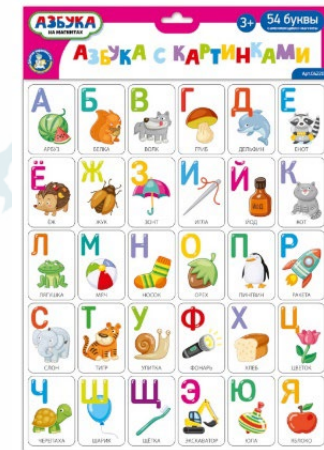 АЗБУКА
НА МАГНИТАХ
3+
54 буквы
АЗБУКА С КАРТИНКАМИ
А Б В Г Д Е
АРБУЗ БЕЛКА ВОЛК ГРИБ ДЕЛЬФИН ЕНОТ
Ё Ж З И Й К
ЁЖ ЖУК ЗОНТ ИГЛА ЙОД КОТ
Л М Н О П Р
ЛЯГУШКА МЯЧ НОСОК ОРЕХ ПИНГВИН РАКЕТА
С Т У Ф Х Ц
СЛОН ТИГР УЛИТКА ФОНАРЬ ХЛЕБ ЦВЕТОК
Ч Ш Щ Э Ю Я
ЧЕРЕПАХА ШАРИК ЩЁТКА ЭКСКАВАТОР ЮЛА ЯБЛОКО